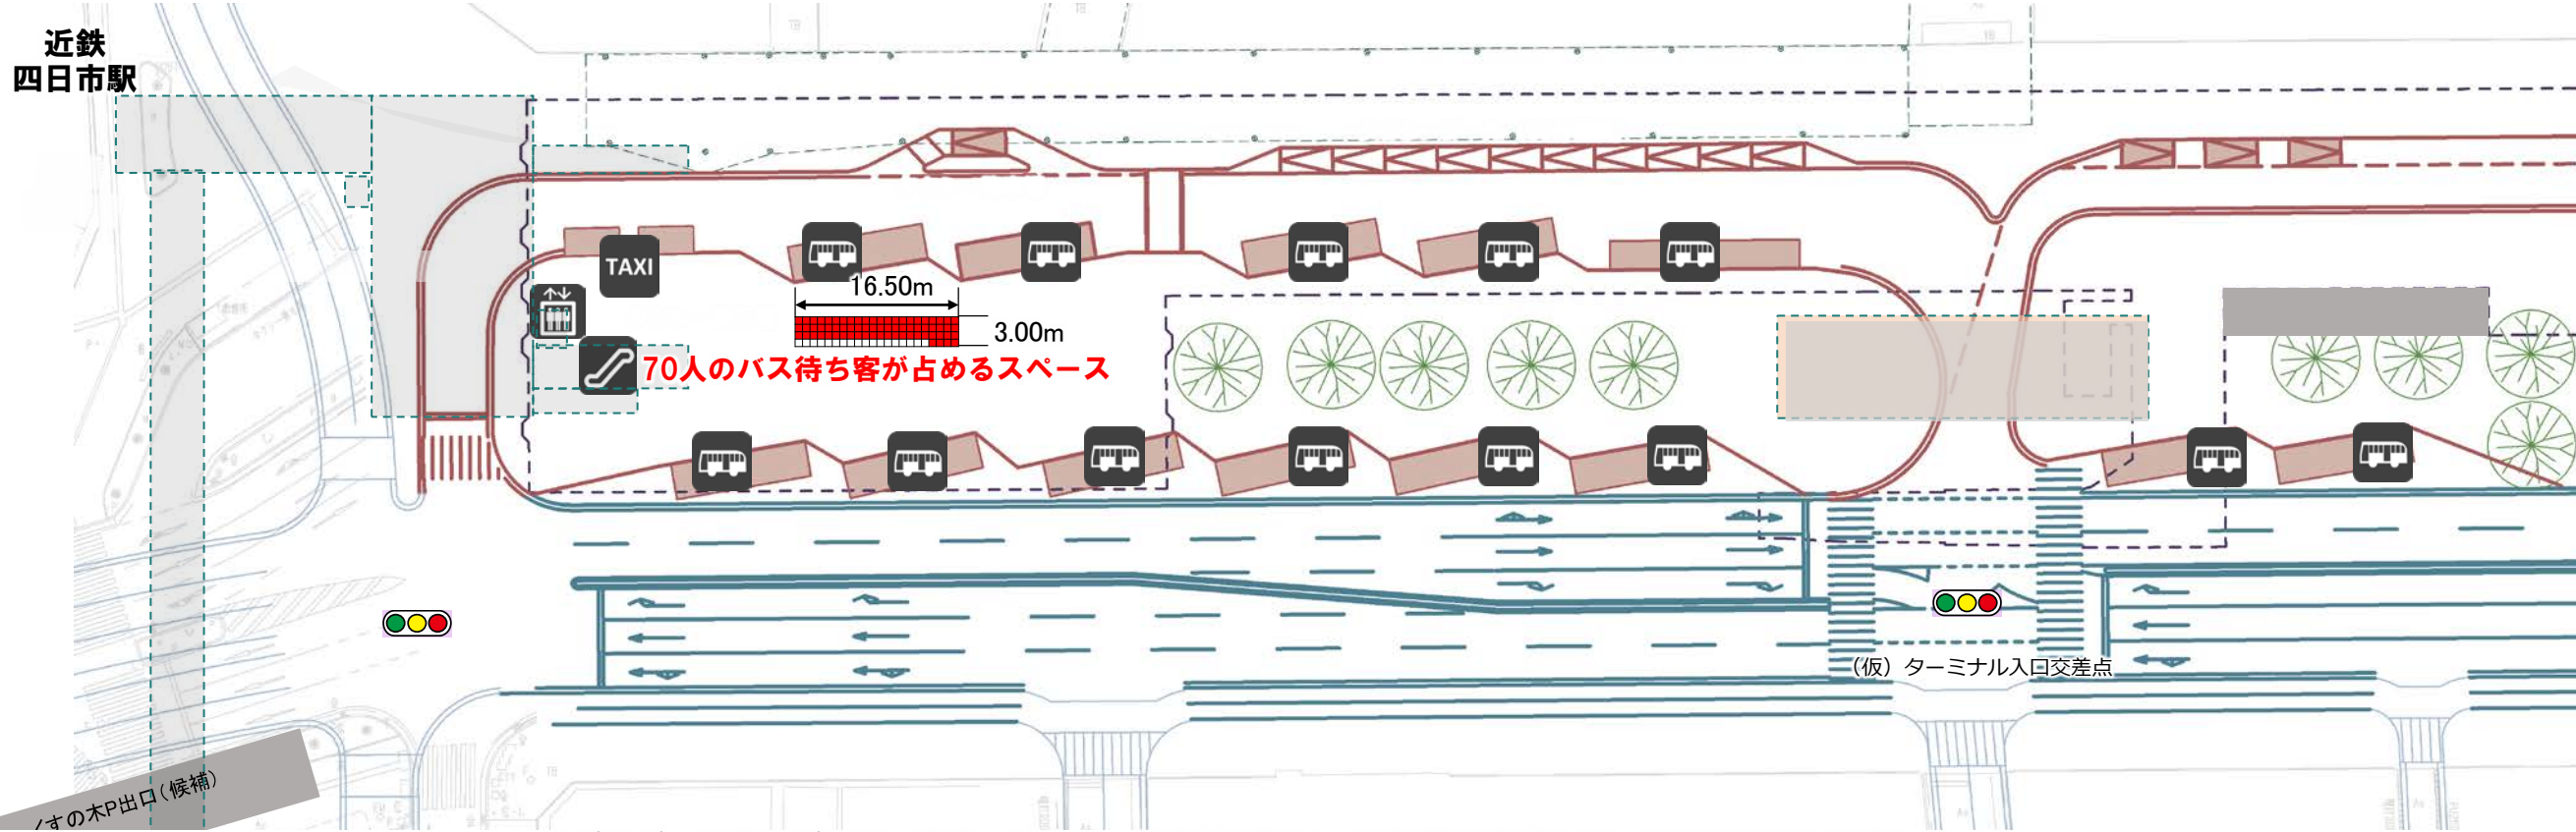 近鉄
四日市駅
TAXI
16.50m
3.00m
70人のバス待ち客が占めるスペース
（仮）ターミナル入口交差点
くすの木P出口（候補）